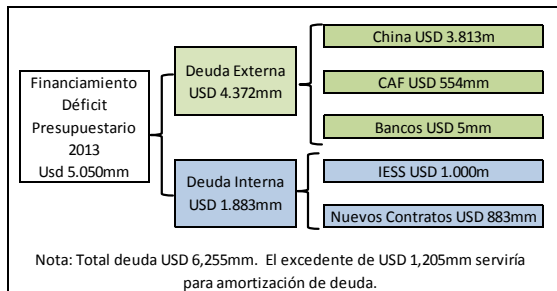 Financiamiento
Déficit
Presupuestario
2013
Usd 5.050mm
Deuda Externa
USD 4.372mm
China USD 3.813m
CAF USD 554mm
Bancos USD 5mm
Deuda Interna
USD 1.883mm
IESS USD 1.000m
Nuevos Contratos USD 883mm
Nota: Total deuda USD 6,255mm. El excedente de USD 1,205mm serviría
para amortización de deuda.